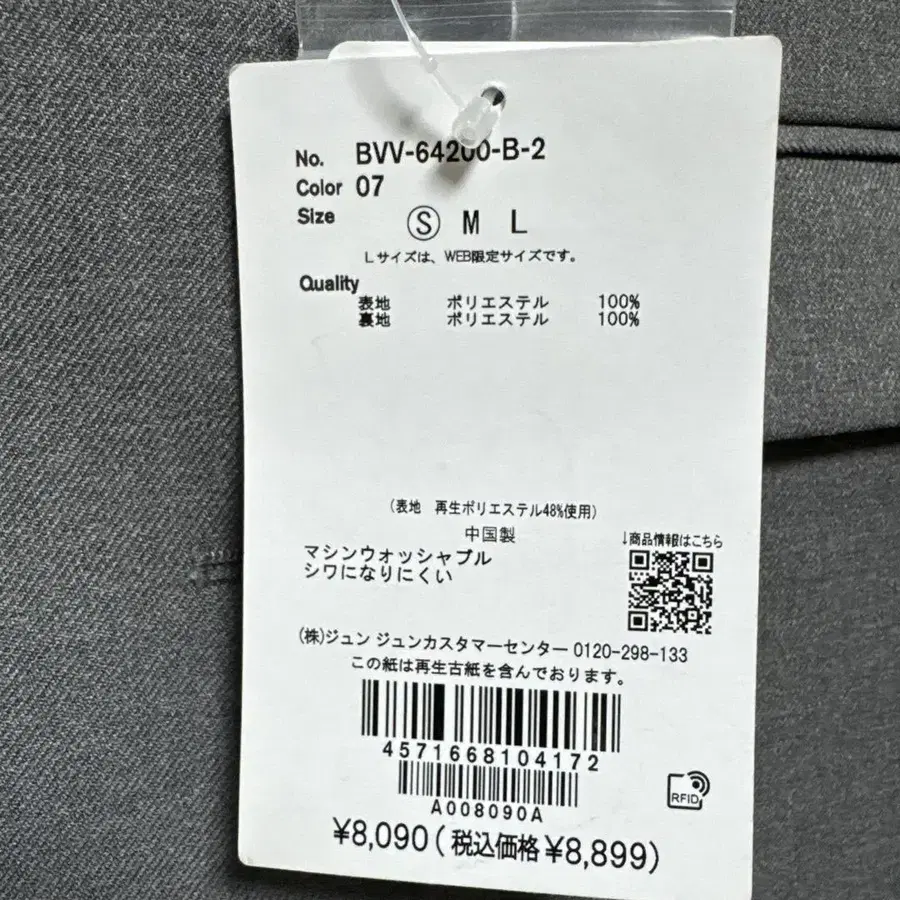 No. BVV-64200-B-2
Color 07
Size Ⓢ M L
Lサイズは、WEB限定サイズです。
Quality
表地 ポリエステル 100%
裏地 ポリエステル 100%
(表地 再生ポリエステル48%使用)
中国製
↓商品情報はこちら
マシンウォッシャブル
シワになりにくい
(株)ジュン ジュンカスタマーセンター 0120-298-133
この紙は再生古紙を含んでおります。
4571668104172
A008090A
RFID
¥8,090(税込価格¥8,899)